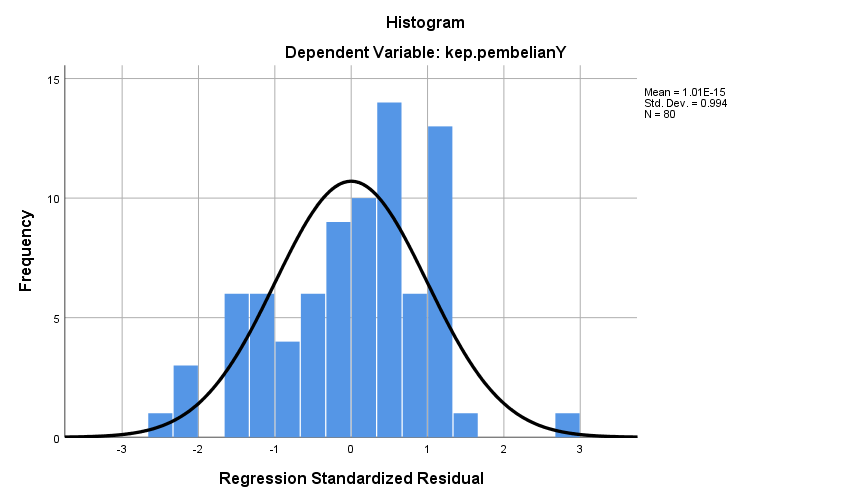 Histogram
Dependent Variable: kep.pembelianY
Mean = 1.01E-15
Std. Dev. = 0.994
N = 80
Frequency
15
10
5
0
-3 -2 -1 0 1 2 3
Regression Standardized Residual